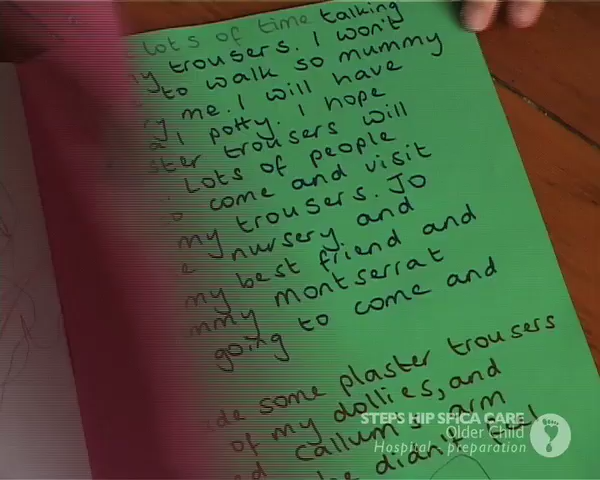 lots of time talking
my trousers. I won't
to walk so mummy
me. I will have
potty. I hope
trousers will
Lots of people
come and visit
my trousers. Jo
nursery and
my best friend and
montserrat
going to come and
some plaster trousers
of my dollies, and
Callum's arm
STEPS HIP SPICA CARE
Older Child
Hospital - preparation